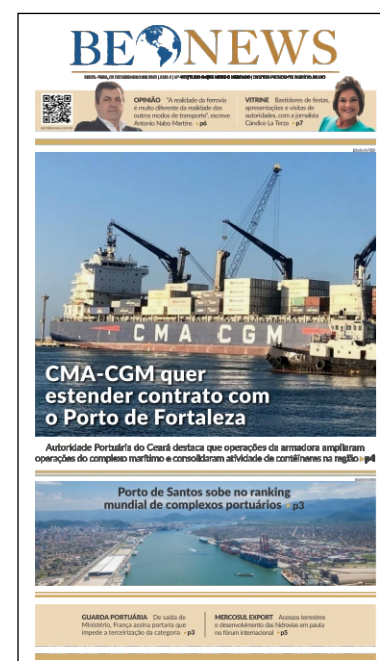 BE NEWS
OPINIÃO "A realidade da ferrovia
é muito diferente da realidade dos
outros modos de transporte", escreve
Antonio Nabo Martins p6
VITRINE Bastidores de festas,
apresentações e visitas de
autoridades, com a jornalista
Cândice La Terza p7
CMA CGM
CMA-CGM quer
estender contrato com
o Porto de Fortaleza
Autoridade Portuária do Ceará destaca que operações da armadora ampliaram
operações do complexo marítimo e consolidaram atividade de contêineres na região p4
Porto de Santos sobe no ranking
mundial de complexos portuários p3
GUARDA PORTUÁRIA De saída de
Ministério, França assina portaria que
impede a terceirização da categoria p3
MERCOSUL EXPORT Acessos terrestres
e desenvolvimento das hidrovias em pauta
no fórum internacional p5